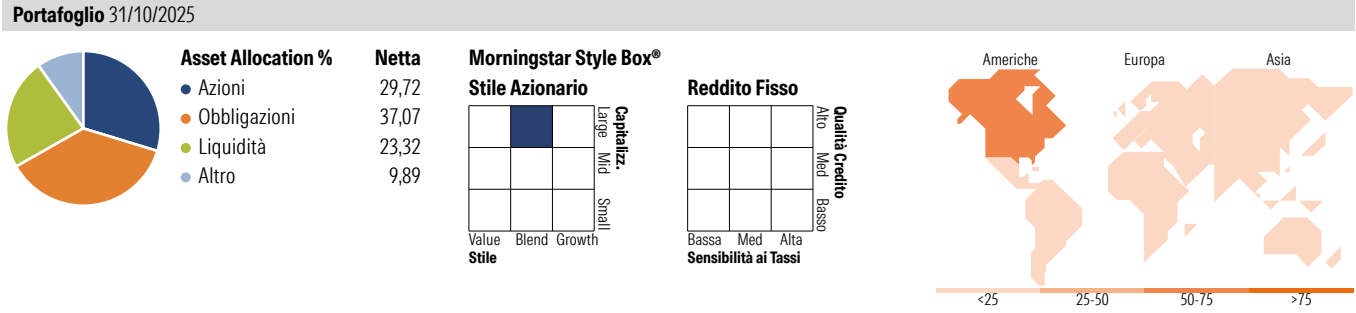 Portafoglio 31/10/2025
Asset Allocation % Netta
Azioni 29,72
Obbligazioni 37,07
Liquidità 23,32
Altro 9,89
Morningstar Style Box®
Stile Azionario
Large Mid Small
Capitalizz.
Value Blend Growth
Stile
Reddito Fisso
Alto Med Basso
Qualità Credito
Bassa Med Alta
Sensibilità ai Tassi
Americhe Europa Asia
<25 25-50 50-75 >75